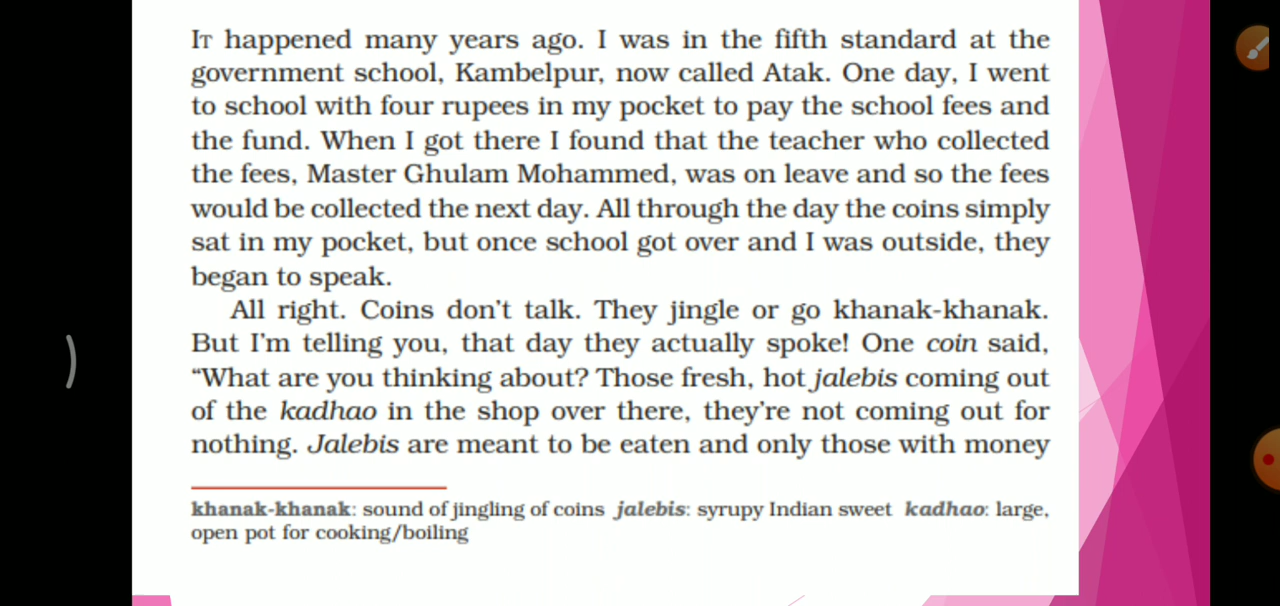 IT happened many years ago. I was in the fifth standard at the
government school, Kambelpur, now called Atak. One day, I went
to school with four rupees in my pocket to pay the school fees and
the fund. When I got there I found that the teacher who collected
the fees, Master Ghulam Mohammed, was on leave and so the fees
would be collected the next day. All through the day the coins simply
sat in my pocket, but once school got over and I was outside, they
began to speak.
All right. Coins don’t talk. They jingle or go khanak-khanak.
But I’m telling you, that day they actually spoke! One coin said,
“What are you thinking about? Those fresh, hot jalebis coming out
of the kadhao in the shop over there, they’re not coming out for
nothing. Jalebis are meant to be eaten and only those with money
khanak-khanak: sound of jingling of coins jalebis: syrupy Indian sweet kadhao: large,
open pot for cooking/boiling